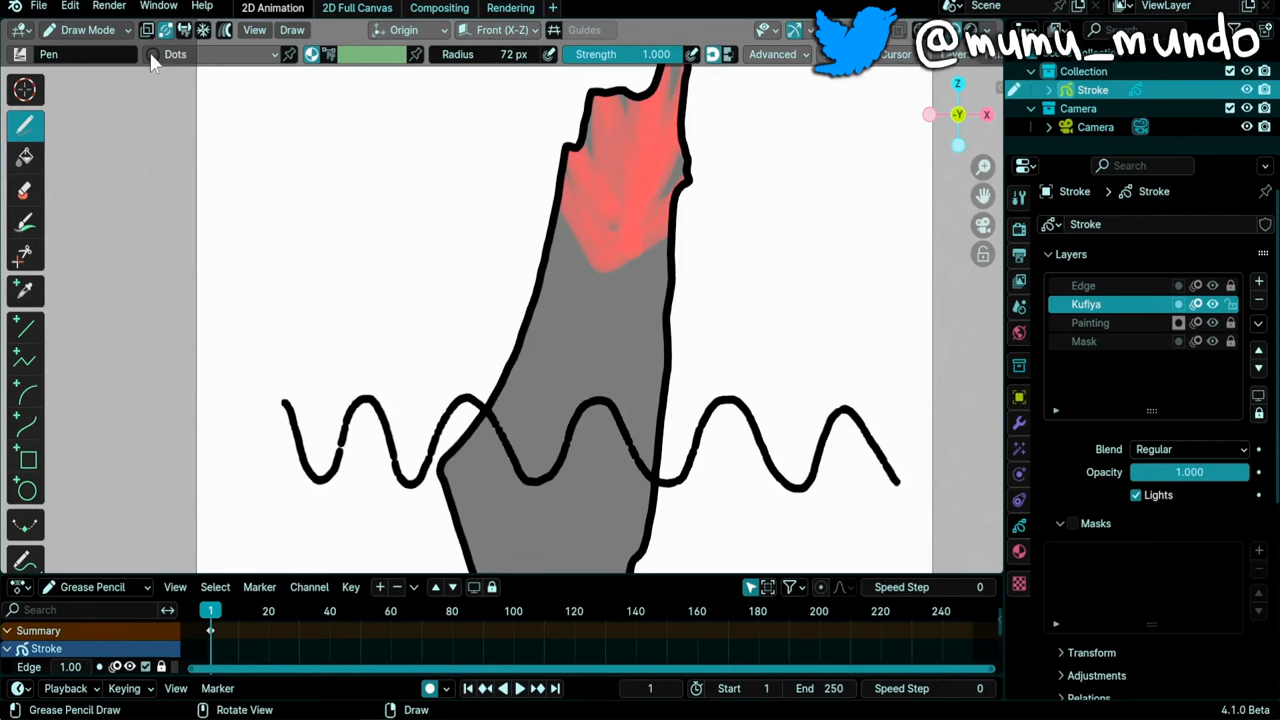 File Edit Render Window Help 2D Animation 2D Full Canvas Compositing Rendering + Scene ViewLayer
Draw Mode View Draw Origin Front (-X-Z) Guides
@mumu_mundo
Pen Dots Radius 72 px Strength 1.000 Advanced Cursor
Collection
Stroke
Camera
Camera
Z
-Y X
Search
Stroke > Stroke
Stroke
Layers
Edge
Kufiya
Painting
Mask
Blend Regular
Opacity 1.000
Lights
Masks
Transform
Adjustments
Grease Pencil View Select Marker Channel Key Speed Step 0
Search 1 20 40 60 80 100 120 140 160 180 200 220 240
Summary
Stroke
Edge 1.00
Playback Keying View Marker 1 Start 1 End 250 Speed Step 0
Grease Pencil Draw Rotate View Draw 4.1.0 Beta